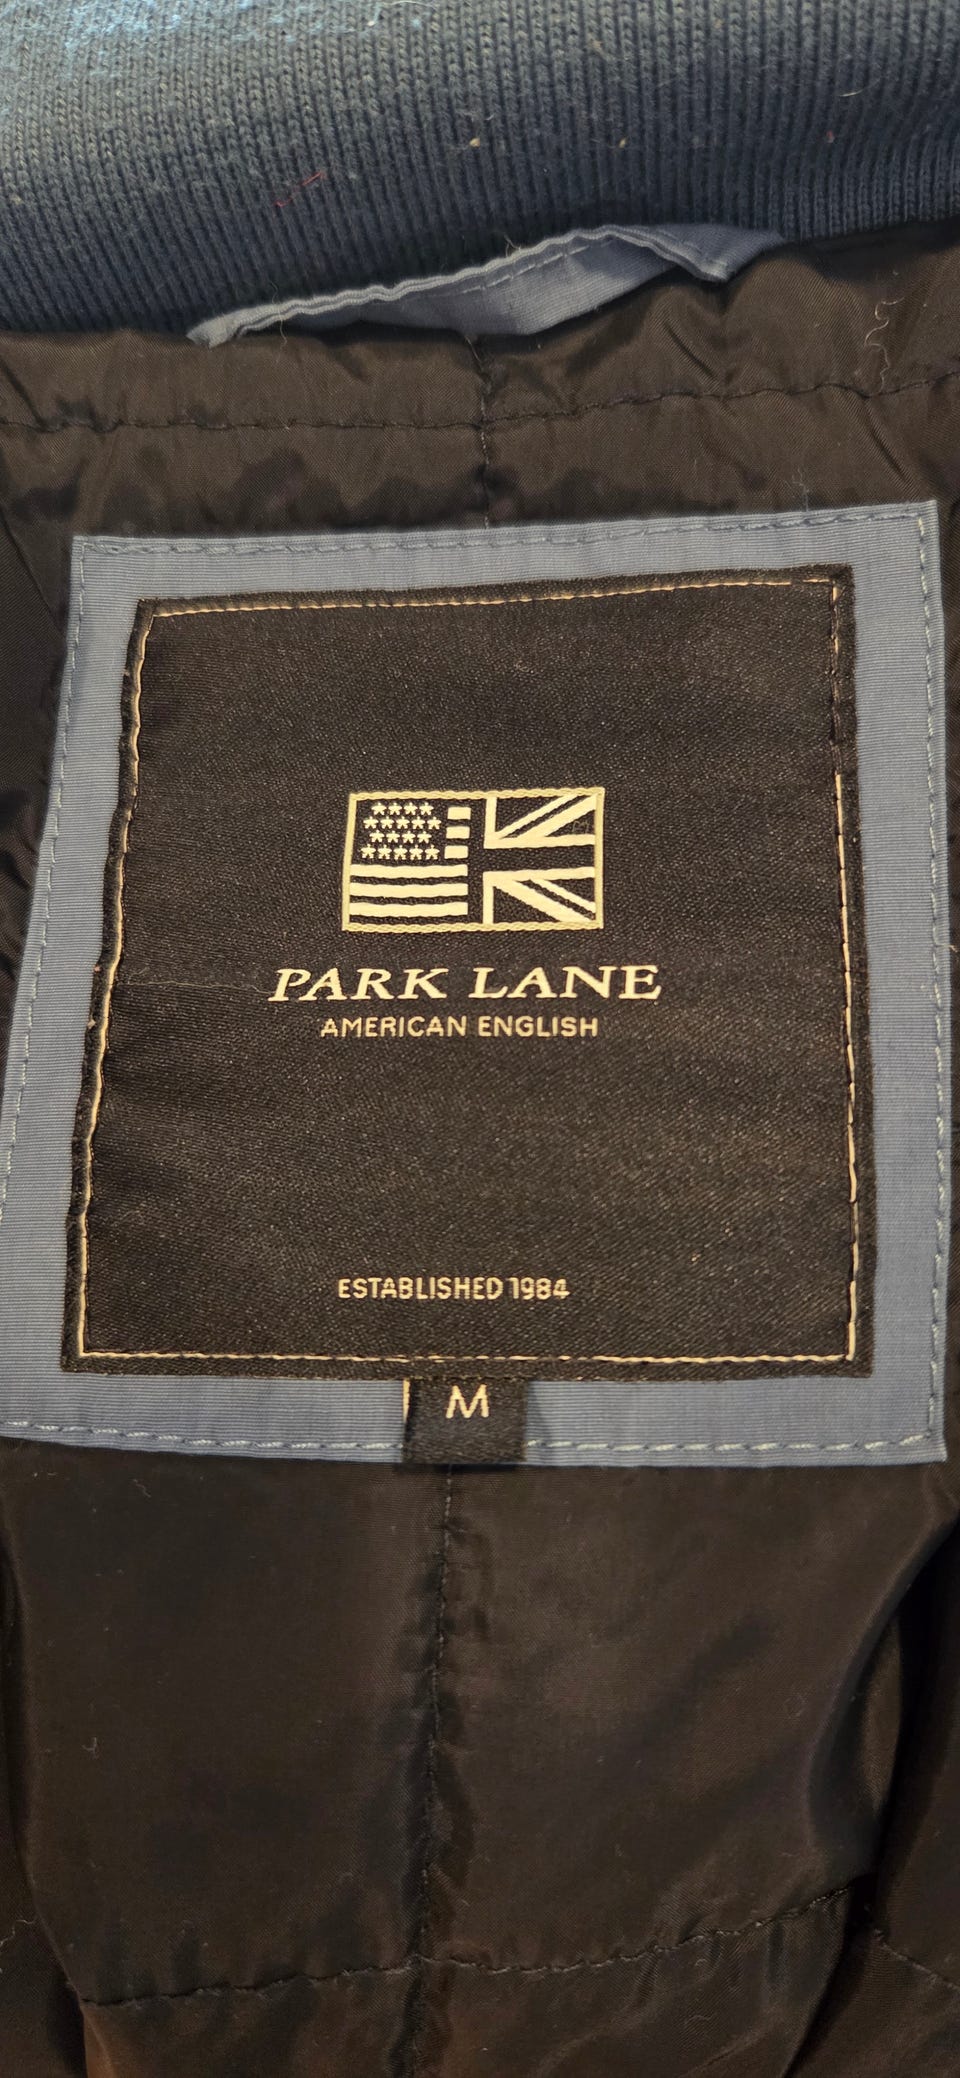 PARK LANE
AMERICAN ENGLISH
ESTABLISHED 1984
M